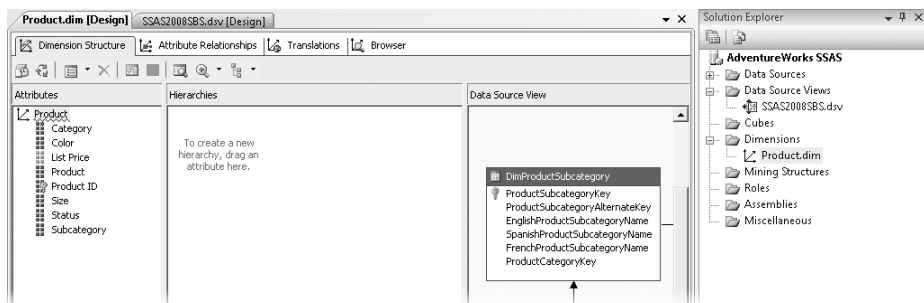 Product.dim [Design] SSAS2008SBS.dsv [Design]
Dimension Structure Attribute Relationships Translations Browser
Attributes
Product
Category
Color
List Price
Product
Product ID
Size
Status
Subcategory
Hierarchies
To create a new
hierarchy, drag an
attribute here.
Data Source View
DimProductSubcategory
ProductSubcategoryKey
ProductSubcategoryAlternateKey
EnglishProductSubcategoryName
SpanishProductSubcategoryName
FrenchProductSubcategoryName
ProductCategoryKey
Solution Explorer
AdventureWorks SSAS
Data Sources
Data Source Views
SSAS2008SBS.dsv
Cubes
Dimensions
Product.dim
Mining Structures
Roles
Assemblies
Miscellaneous